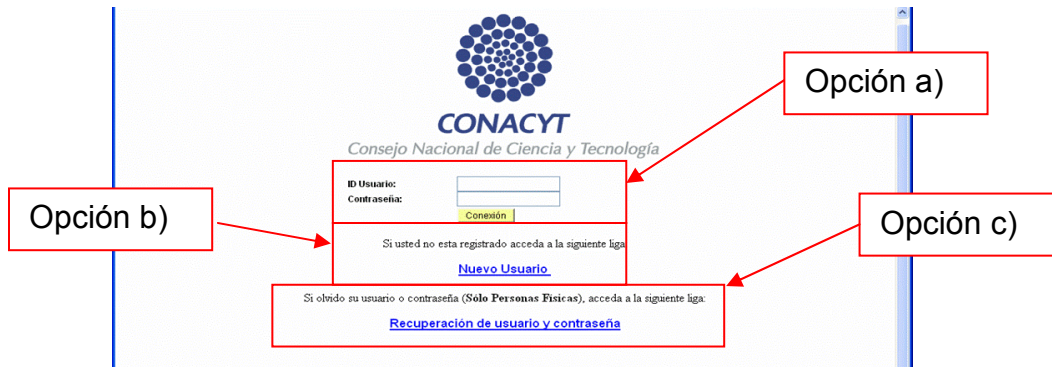 Opción a)
CONACYT
Consejo Nacional de Ciencia y Tecnología
ID Usuario:
Contraseña:
Conexión
Opción b)
Opción c)
Si usted no esta registrado acceda a la siguiente liga
Nuevo Usuario
Si olvido su usuario o contraseña (Sólo Personas Físicas), acceda a la siguiente liga:
Recuperación de usuario y contraseña